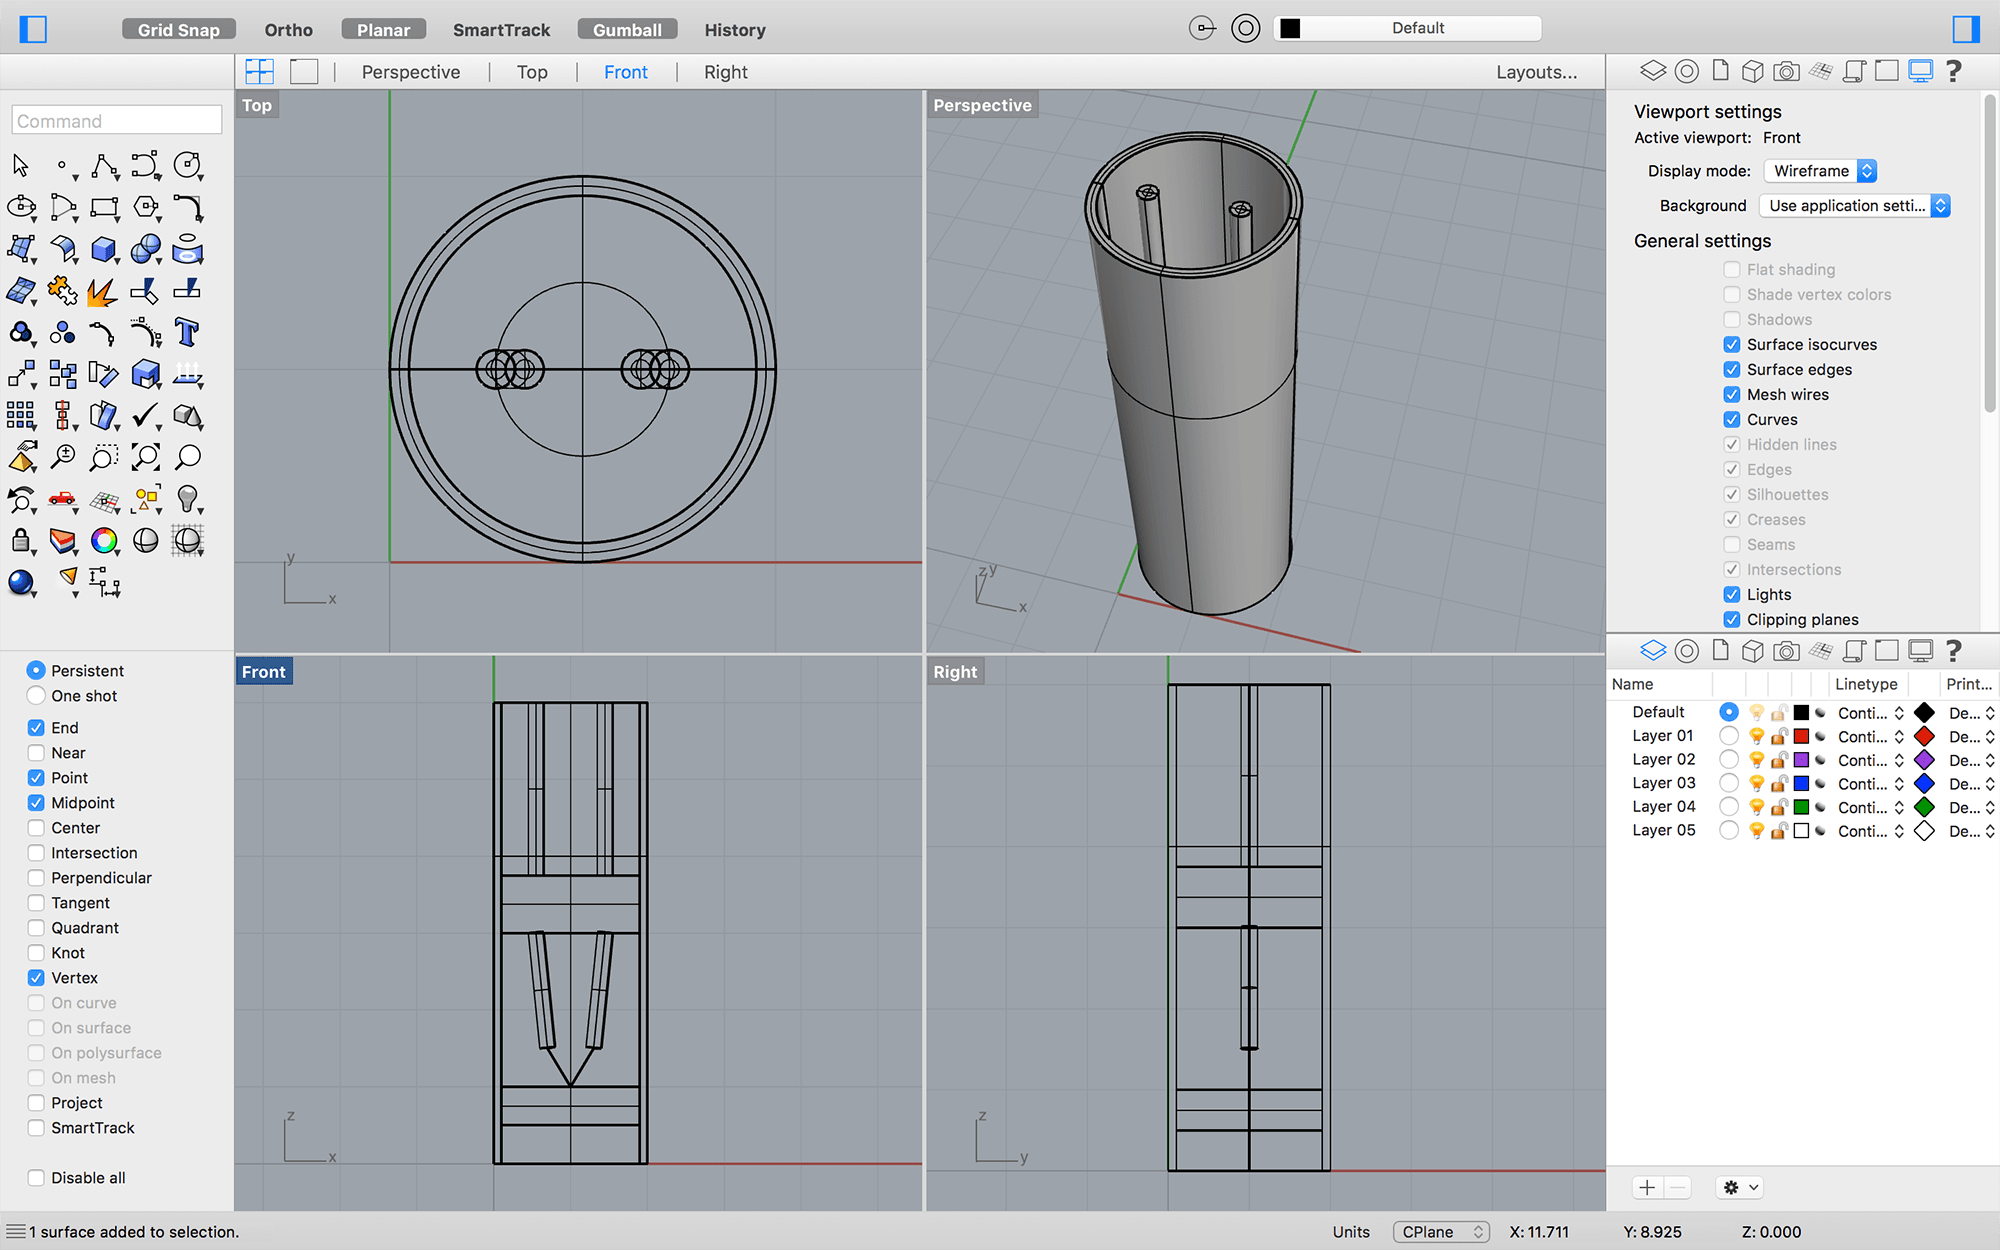 Grid Snap Ortho Planar SmartTrack Gumball History Default
Perspective Top Front Right Layouts...
Command
Top
y
x
Perspective
z y
x
Front
z
x
Right
z
y
Persistent
One shot
End
Near
Point
Midpoint
Center
Intersection
Perpendicular
Tangent
Quadrant
Knot
Vertex
On curve
On surface
On polysurface
On mesh
Project
SmartTrack
Disable all
?
Viewport settings
Active viewport: Front
Display mode: Wireframe
Background Use application setti...
General settings
Flat shading
Shade vertex colors
Shadows
Surface isocurves
Surface edges
Mesh wires
Curves
Hidden lines
Edges
Silhouettes
Creases
Seams
Intersections
Lights
Clipping planes
?
Name Linetype Print...
Default Conti... De...
Layer 01 Conti... De...
Layer 02 Conti... De...
Layer 03 Conti... De...
Layer 04 Conti... De...
Layer 05 Conti... De...
1 surface added to selection. Units CPlane X: 11.711 Y: 8.925 Z: 0.000